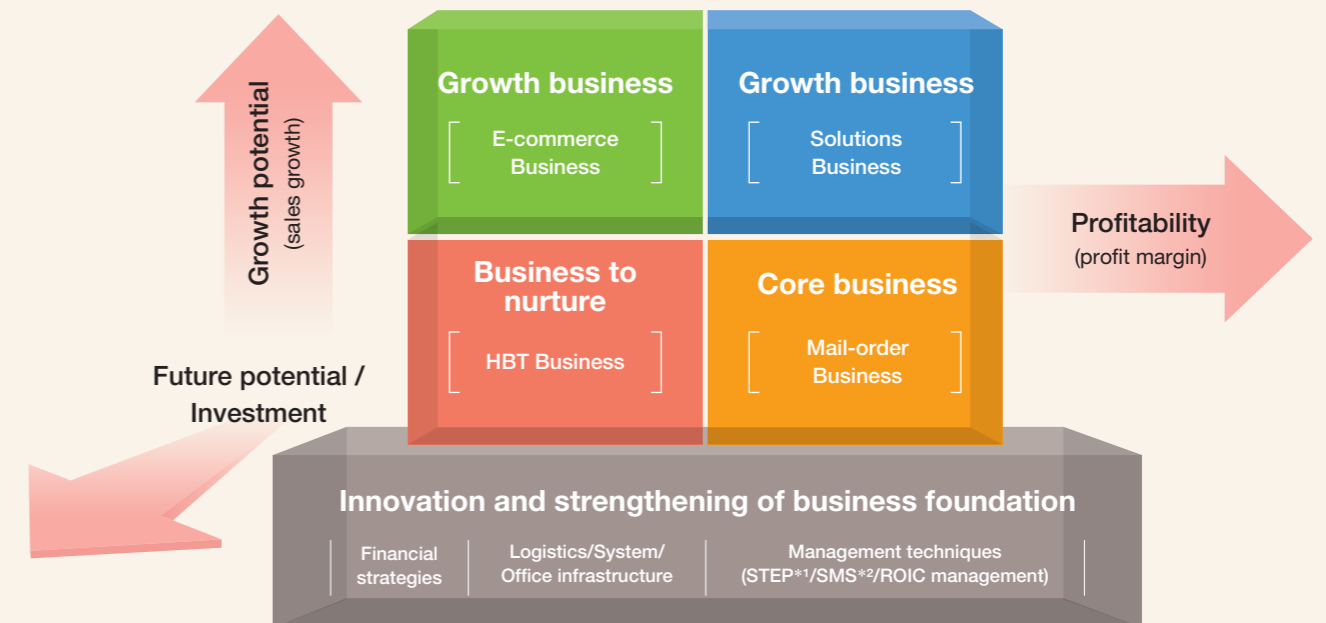 Growth potential
(sales growth)
Growth business
E-commerce
Business
Growth business
Solutions
Business
Profitability
(profit margin)
Business to
nurture
HBT Business
Core business
Mail-order
Business
Future potential /
Investment
Innovation and strengthening of business foundation
Financial
strategies
Logistics/System/
Office infrastructure
Management techniques
(STEP*1/SMS*2/ROIC management)